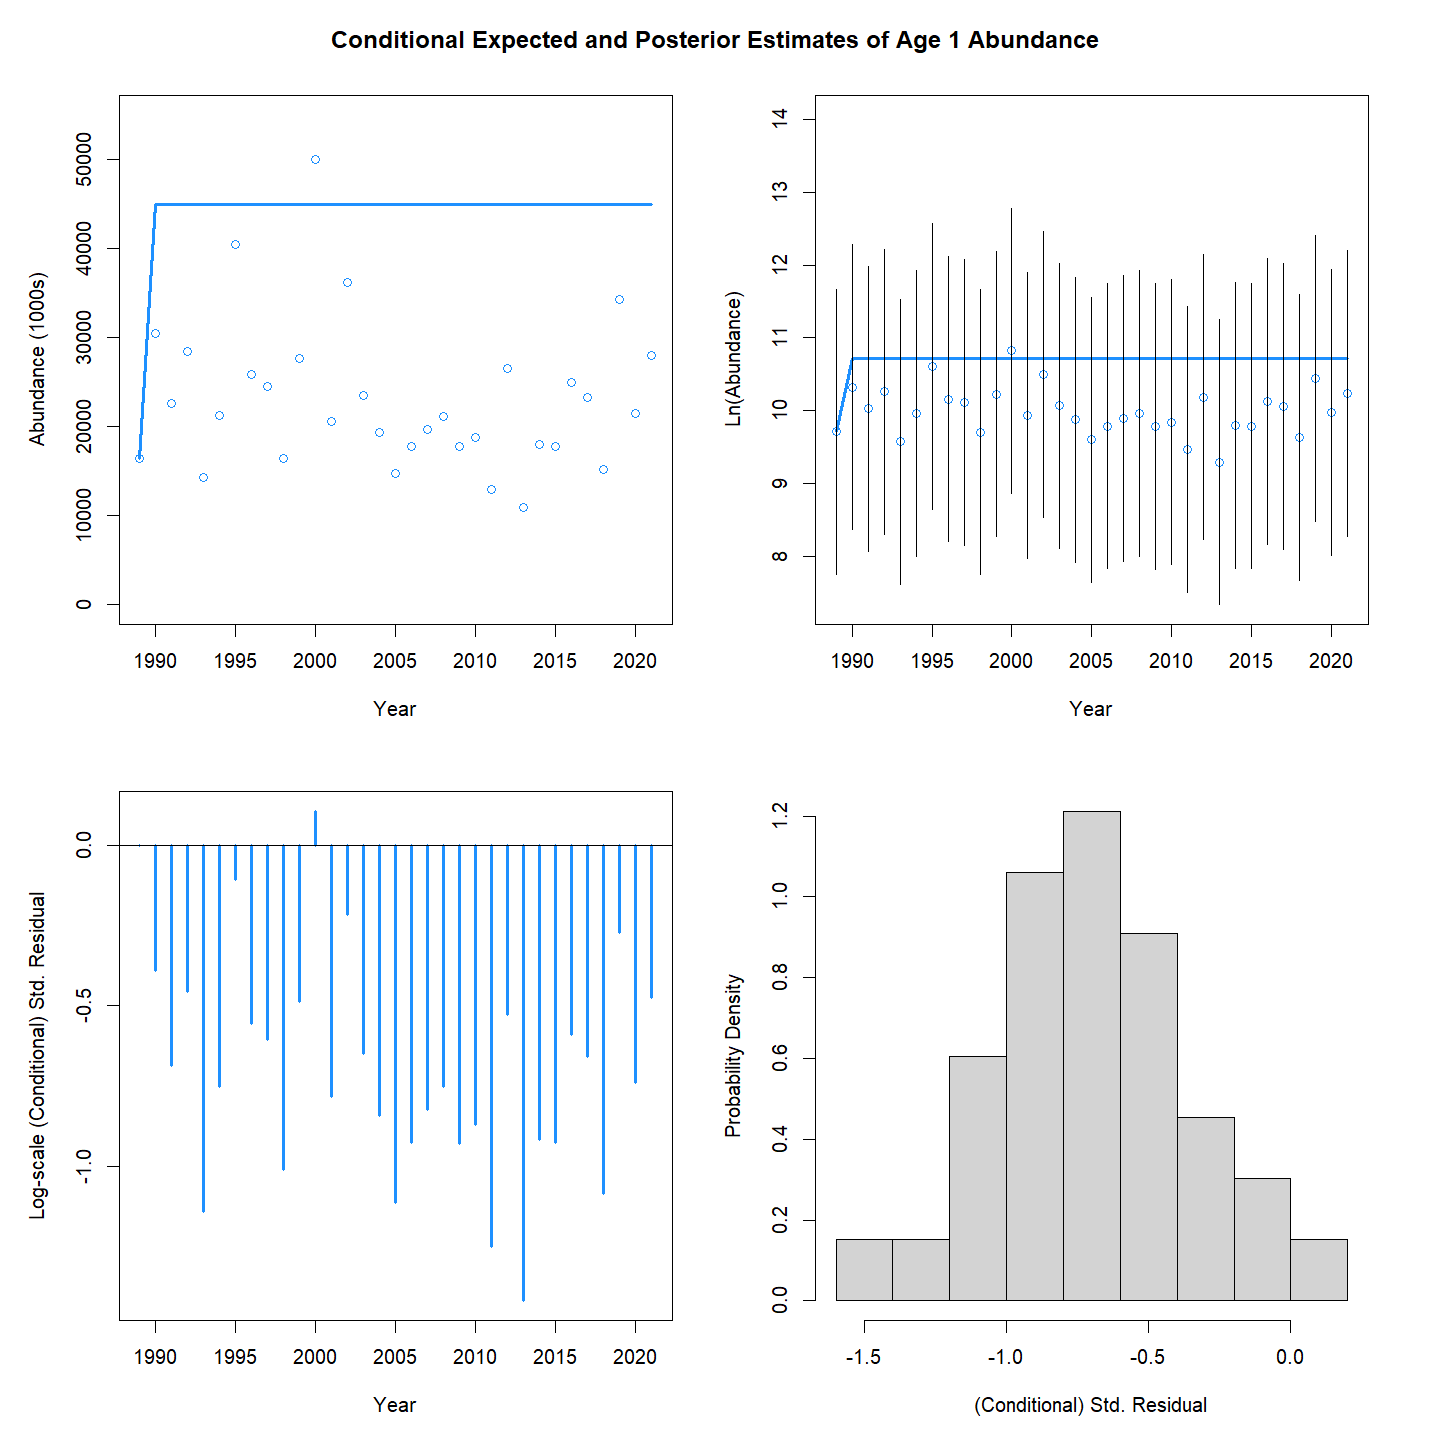 Conditional Expected and Posterior Estimates of Age 1 Abundance
Abundance (1000s)
50000
40000
30000
20000
10000
0
1990 1995 2000 2005 2010 2015 2020
Year
Ln(Abundance)
14
13
12
11
10
9
8
1990 1995 2000 2005 2010 2015 2020
Year
Log-scale (Conditional) Std. Residual
0.0
-0.5
-1.0
1990 1995 2000 2005 2010 2015 2020
Year
Probability Density
1.2
1.0
0.8
0.6
0.4
0.2
0.0
-1.5 -1.0 -0.5 0.0
(Conditional) Std. Residual